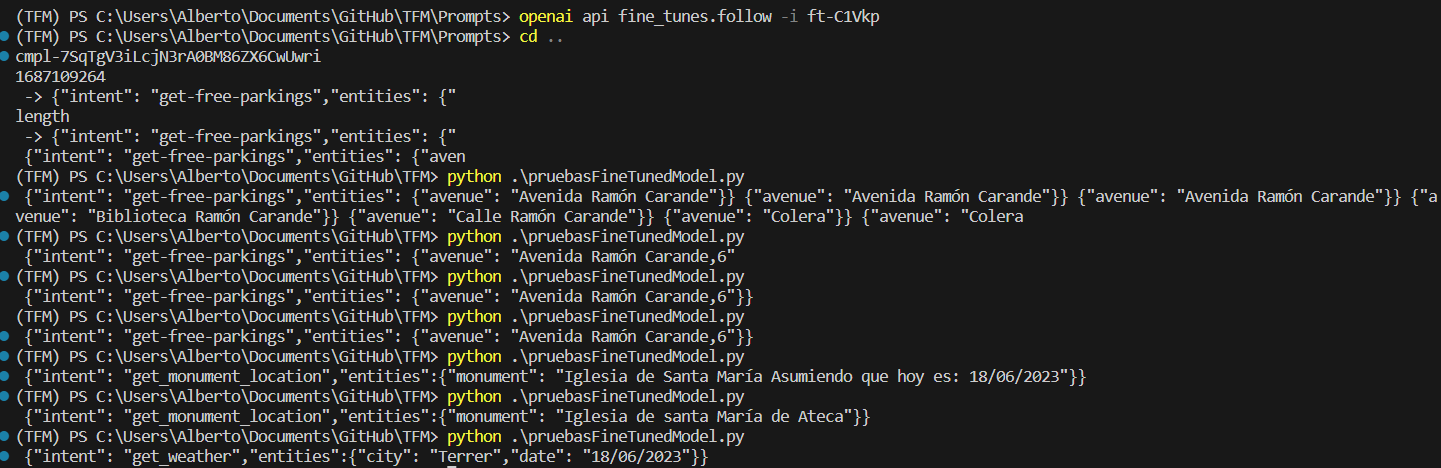 (TFM) PS C:\Users\Alberto\Documents\GitHub\TFM\Prompts> openai api fine_tunes.follow -i ft-C1Vkp
(TFM) PS C:\Users\Alberto\Documents\GitHub\TFM\Prompts> cd ..
cmpl-7SqTgV3iLcjN3rA0BM86ZX6CwUwri
1687109264
 -> {"intent": "get-free-parkings","entities": {"
length
 -> {"intent": "get-free-parkings","entities": {"
 {"intent": "get-free-parkings","entities": {"aven
(TFM) PS C:\Users\Alberto\Documents\GitHub\TFM> python .\pruebasFineTunedModel.py
 {"intent": "get-free-parkings","entities": {"avenue": "Avenida Ramón Carande"}} {"avenue": "Avenida Ramón Carande"}} {"avenue": "Avenida Ramón Carande"}} {"a
venue": "Biblioteca Ramón Carande"}} {"avenue": "Calle Ramón Carande"}} {"avenue": "Colera"}} {"avenue": "Colera
(TFM) PS C:\Users\Alberto\Documents\GitHub\TFM> python .\pruebasFineTunedModel.py
 {"intent": "get-free-parkings","entities": {"avenue": "Avenida Ramón Carande,6"
(TFM) PS C:\Users\Alberto\Documents\GitHub\TFM> python .\pruebasFineTunedModel.py
 {"intent": "get-free-parkings","entities": {"avenue": "Avenida Ramón Carande,6"}}
(TFM) PS C:\Users\Alberto\Documents\GitHub\TFM> python .\pruebasFineTunedModel.py
 {"intent": "get-free-parkings","entities": {"avenue": "Avenida Ramón Carande,6"}}
(TFM) PS C:\Users\Alberto\Documents\GitHub\TFM> python .\pruebasFineTunedModel.py
 {"intent": "get_monument_location","entities":{"monument": "Iglesia de Santa María Asumiendo que hoy es: 18/06/2023"}}
(TFM) PS C:\Users\Alberto\Documents\GitHub\TFM> python .\pruebasFineTunedModel.py
 {"intent": "get_monument_location","entities":{"monument": "Iglesia de santa María de Ateca"}}
(TFM) PS C:\Users\Alberto\Documents\GitHub\TFM> python .\pruebasFineTunedModel.py
 {"intent": "get_weather","entities":{"city": "Terrer","date": "18/06/2023"}}